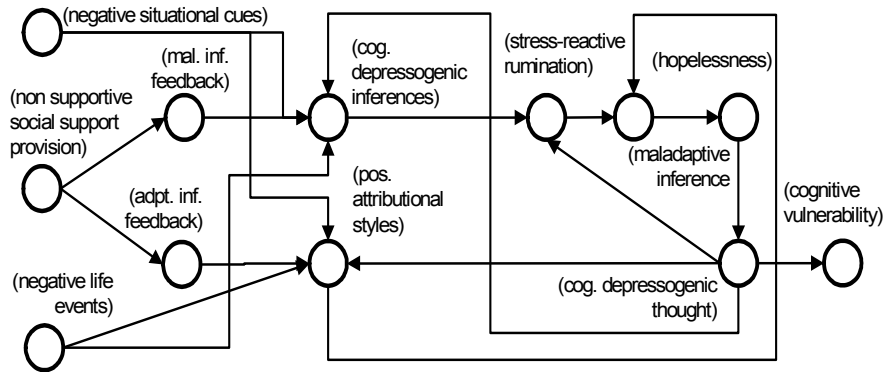 (negative situational cues)
(mal. inf.
feedback)
(non supportive
social support
provision)
(adpt. inf.
feedback)
(negative life
events)
(cog.
depressogenic
inferences)
(pos.
attributional
styles)
(stress-reactive
rumination)
(hopelessness)
(maladaptive
inference)
(cognitive
vulnerability)
(cog. depressogenic
thought)